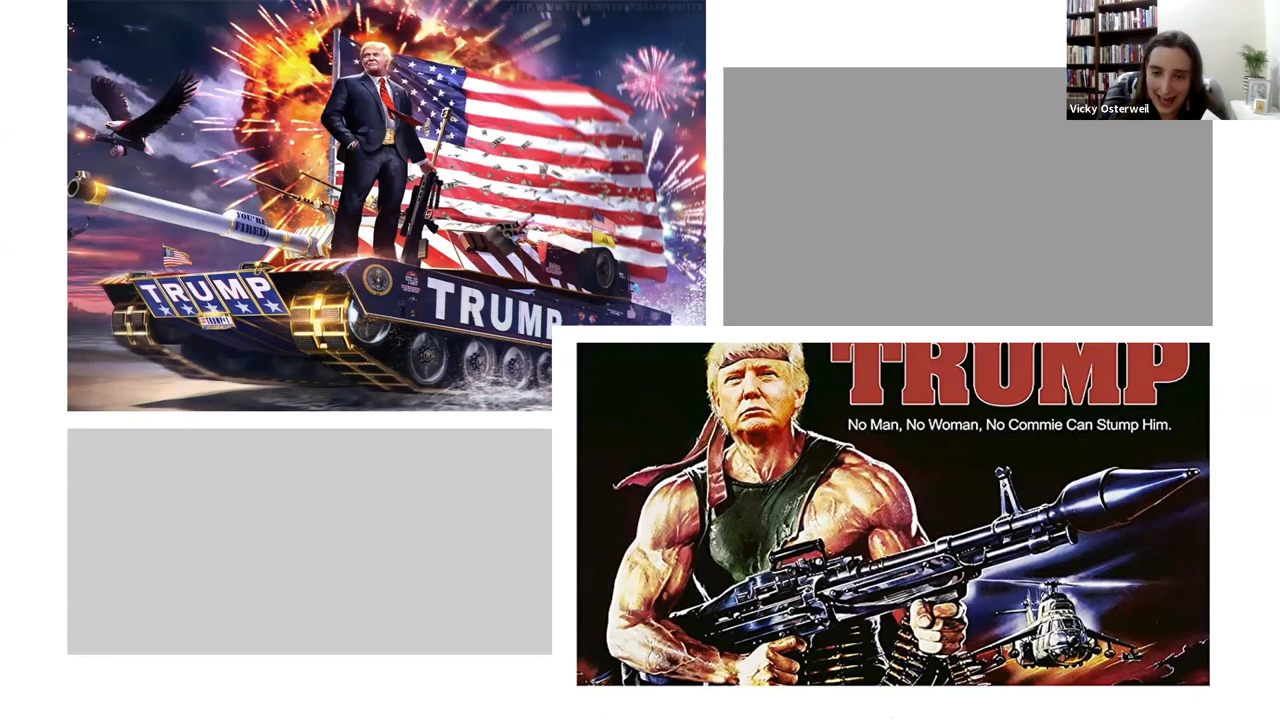 Vicky Osterweil
YOU'RE
FIRED
TRUMP
TRUMP
TRUMP
No Man, No Woman, No Commie Can Stump Him.